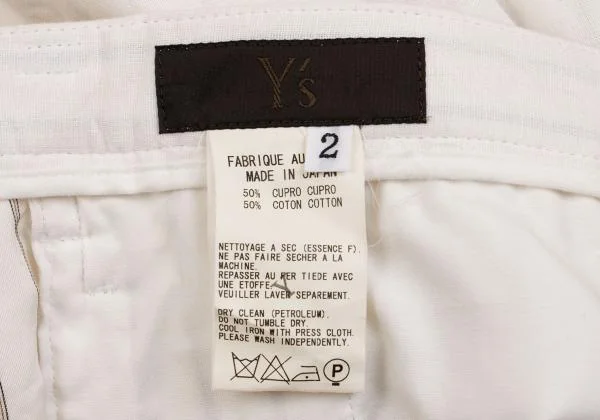 Y's
2
FABRIQUE AU
MADE IN JAPAN
50% CUPRO CUPRO
50% COTON COTTON
NETTOYAGE A SEC (ESSENCE F).
NE PAS FAIRE SECHER A LA
MACHINE.
REPASSER AU FER TIEDE AVEC
UNE ETOFFE.
VEUILLER LAVER SEPAREMENT.
DRY CLEAN (PETROLEUM).
DO NOT TUMBLE DRY.
COOL IRON WITH PRESS CLOTH.
PLEASE WASH INDEPENDENTLY.
P